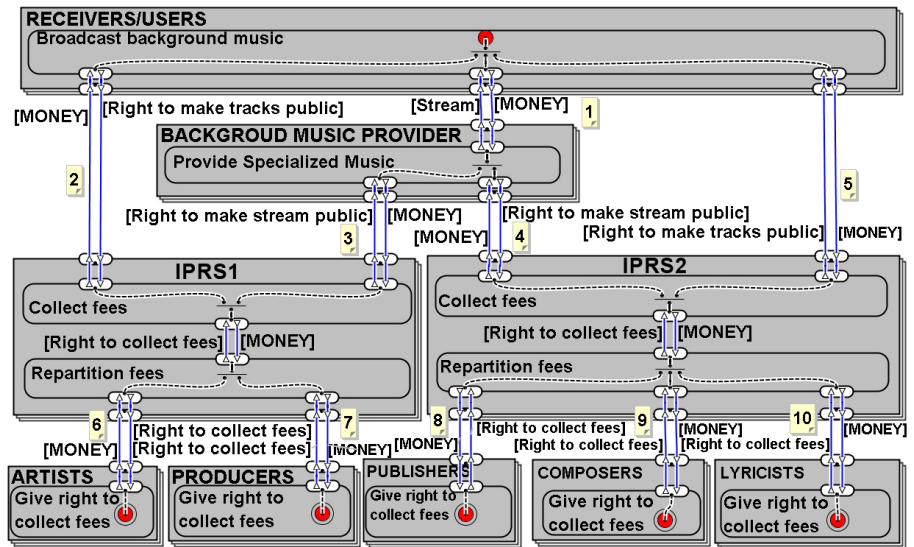 RECEIVERS/USERS
Broadcast background music
[MONEY]
[Right to make tracks public]
[Stream]
[MONEY]
1
BACKGROUD MUSIC PROVIDER
Provide Specialized Music
2
5
[Right to make stream public]
[MONEY]
[Right to make stream public]
3
[MONEY]
4
[Right to make tracks public]
[MONEY]
IPRS1
IPRS2
Collect fees
Collect fees
[Right to collect fees]
[MONEY]
[Right to collect fees]
[MONEY]
Repartition fees
Repartition fees
6
7
8
9
10
[Right to collect fees]
[Right to collect fees]
[MONEY]
[MONEY]
[Right to collect fees]
[MONEY]
[MONEY]
[Right to collect fees]
[MONEY]
[Right to collect fees]
[MONEY]
ARTISTS
Give right to
collect fees
PRODUCERS
Give right to
collect fees
PUBLISHERS
Give right to
collect fees
COMPOSERS
Give right to
collect fees
LYRICISTS
Give right to
collect fees